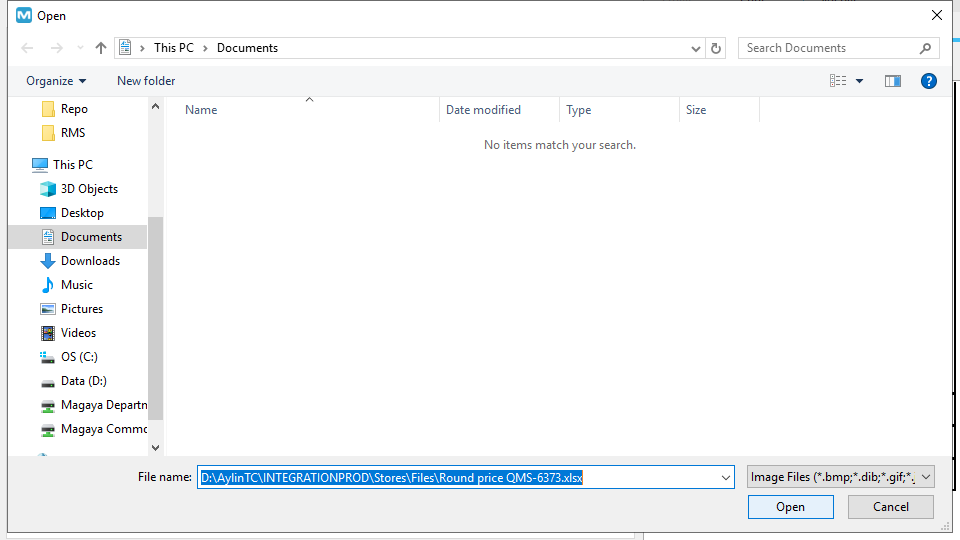 Open
This PC > Documents
Search Documents
Organize
New folder
Name
Date modified
Type
Size
No items match your search.
Repo
RMS
This PC
3D Objects
Desktop
Documents
Downloads
Music
Pictures
Videos
OS (C:)
Data (D:)
Magaya Departn
Magaya Commo
File name:
D:\AylinTC\INTEGRATIONPROD\Stores\Files\Round price QMS-6373.xlsx
Image Files (*.bmp;*.dib;*.gif;*.
Open
Cancel